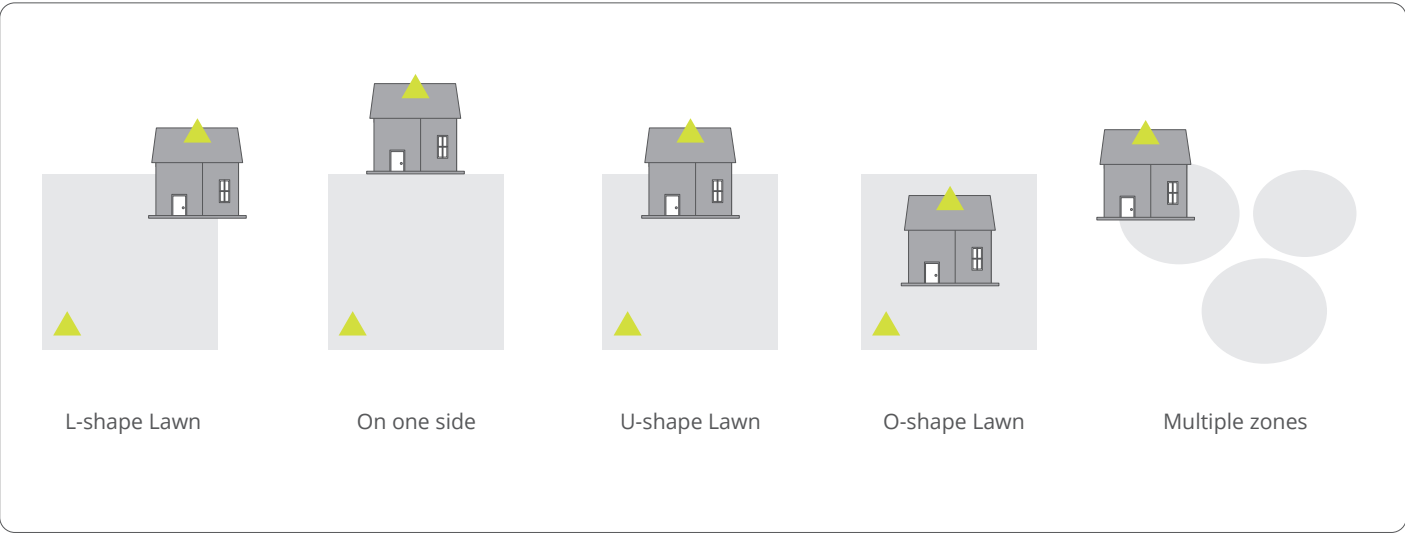 L-shape Lawn
On one side
U-shape Lawn
O-shape Lawn
Multiple zones